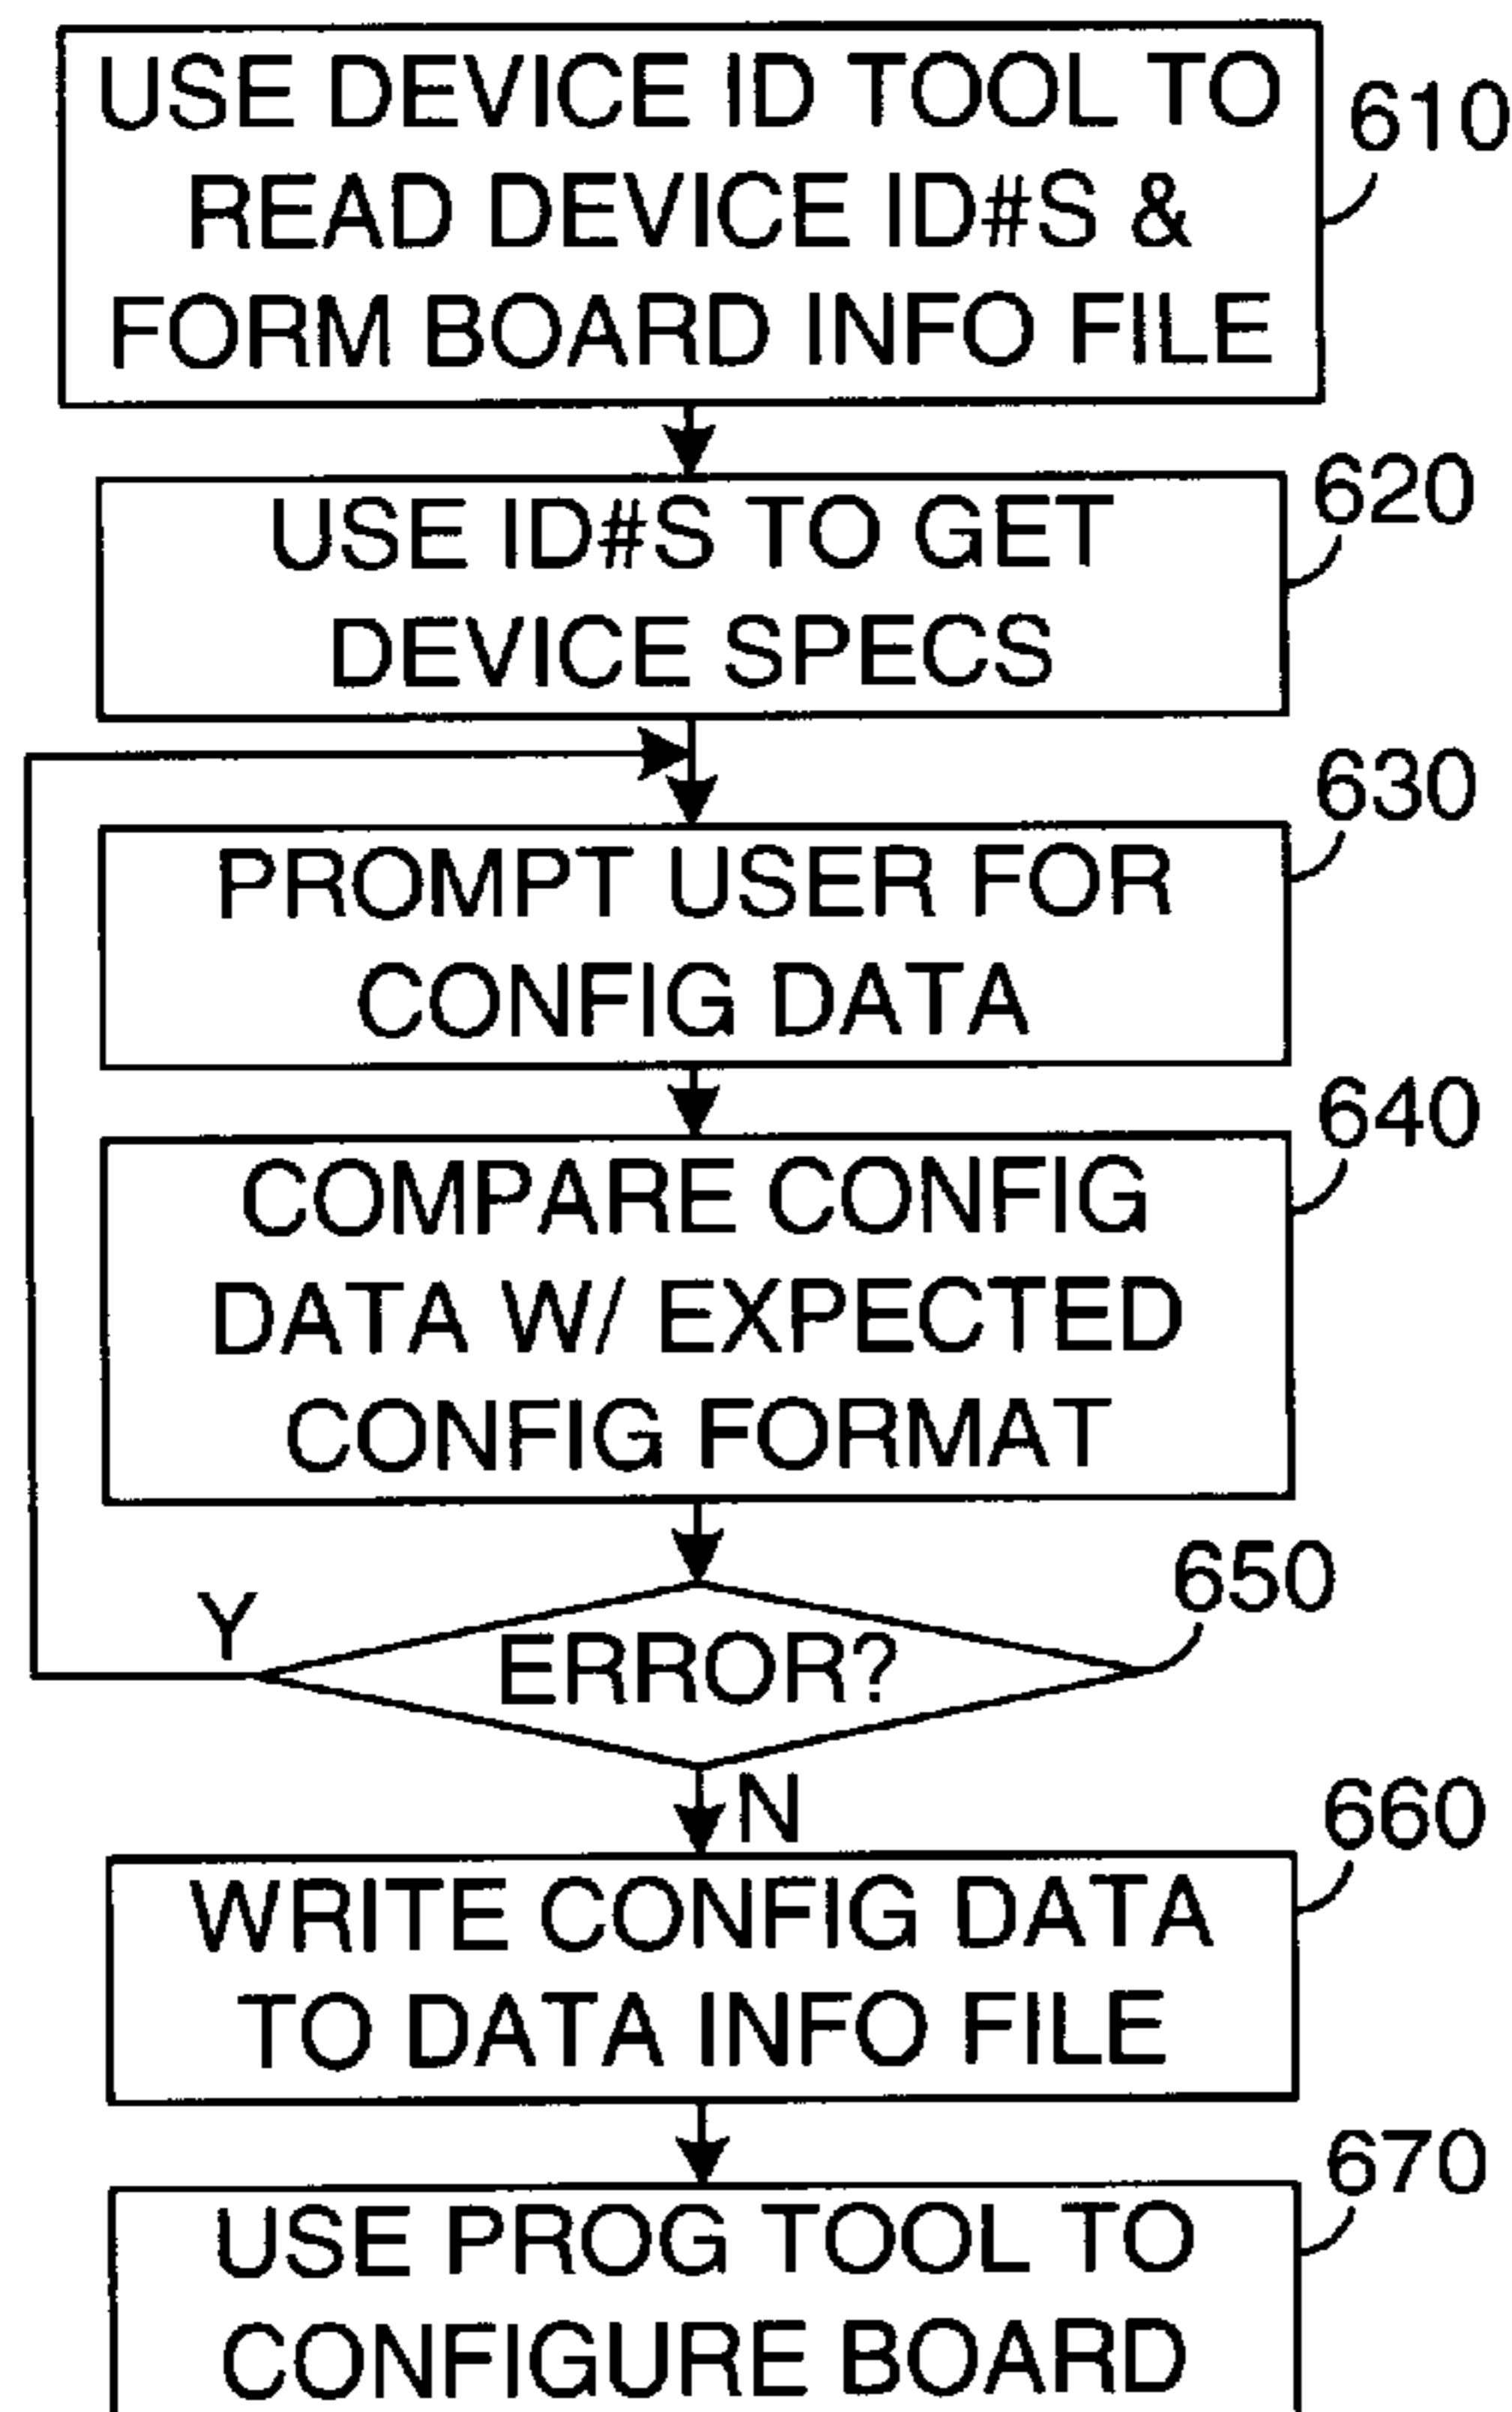 USE DEVICE ID TOOL TO
READ DEVICE ID#S &
FORM BOARD INFO FILE
610
USE ID#S TO GET
DEVICE SPECS
620
PROMPT USER FOR
CONFIG DATA
630
COMPARE CONFIG
DATA W/ EXPECTED
CONFIG FORMAT
640
ERROR?
650
Y
N
WRITE CONFIG DATA
TO DATA INFO FILE
660
USE PROG TOOL TO
CONFIGURE BOARD
670